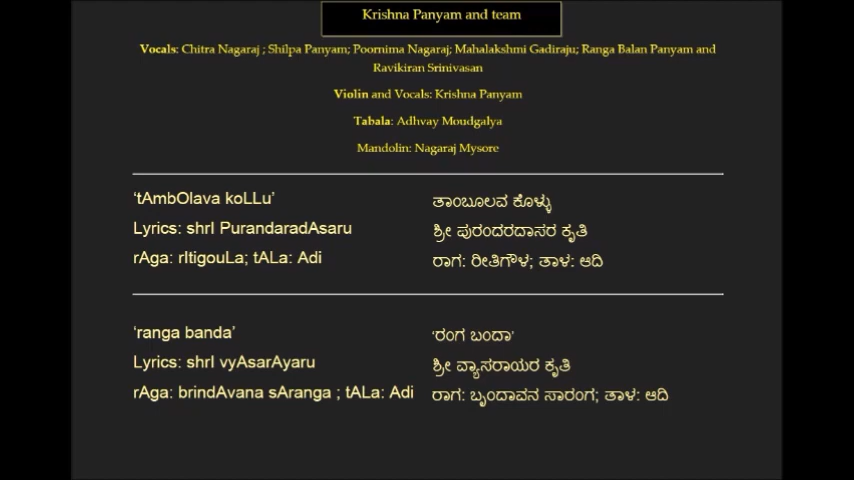 Krishna Panyam and team
Vocals: Chitra Nagaraj ; Shilpa Panyam; Poornima Nagaraj; Mahalakshmi Gadiraju; Ranga Balan Panyam and
Ravikiran Srinivasan
Violin and Vocals: Krishna Panyam
Tabala: Adhvay Moudgalya
Mandolin: Nagaraj Mysore
‘tAmbOlava koLLu’ ತಾಂಬೂಲವ ಕೊಳ್ಳು
Lyrics: shrI PurandaradAsaru ಶ್ರೀ ಪುರಂದರದಾಸರ ಕೃತಿ
rAga: rItigouLa; tALa: Adi ರಾಗ: ರೀತಿಗೌಳ; ತಾಳ: ಆದಿ
‘ranga banda’ ‘ರಂಗ ಬಂದಾ’
Lyrics: shrI vyAsarAyaru ಶ್ರೀ ವ್ಯಾಸರಾಯರ ಕೃತಿ
rAga: brindAvana sAranga ; tALa: Adi ರಾಗ: ಬೃಂದಾವನ ಸಾರಂಗ; ತಾಳ: ಆದಿ